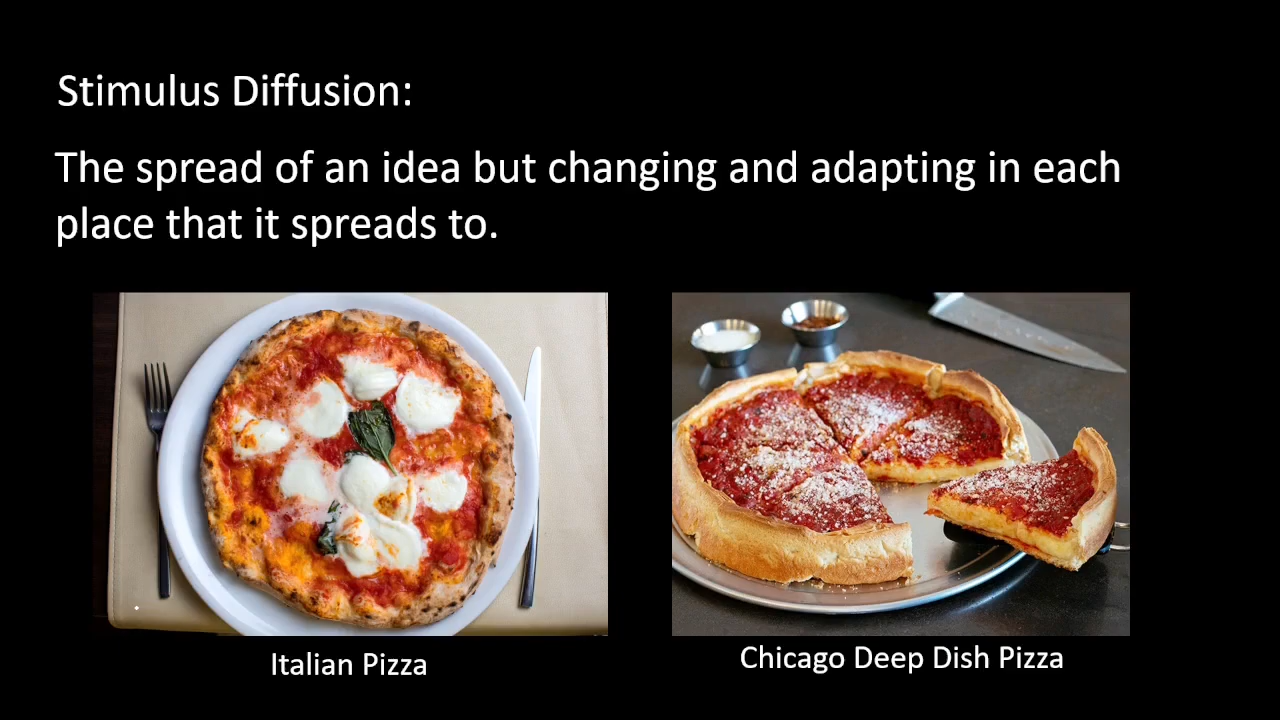 Stimulus Diffusion:
The spread of an idea but changing and adapting in each
place that it spreads to.
Italian Pizza
Chicago Deep Dish Pizza